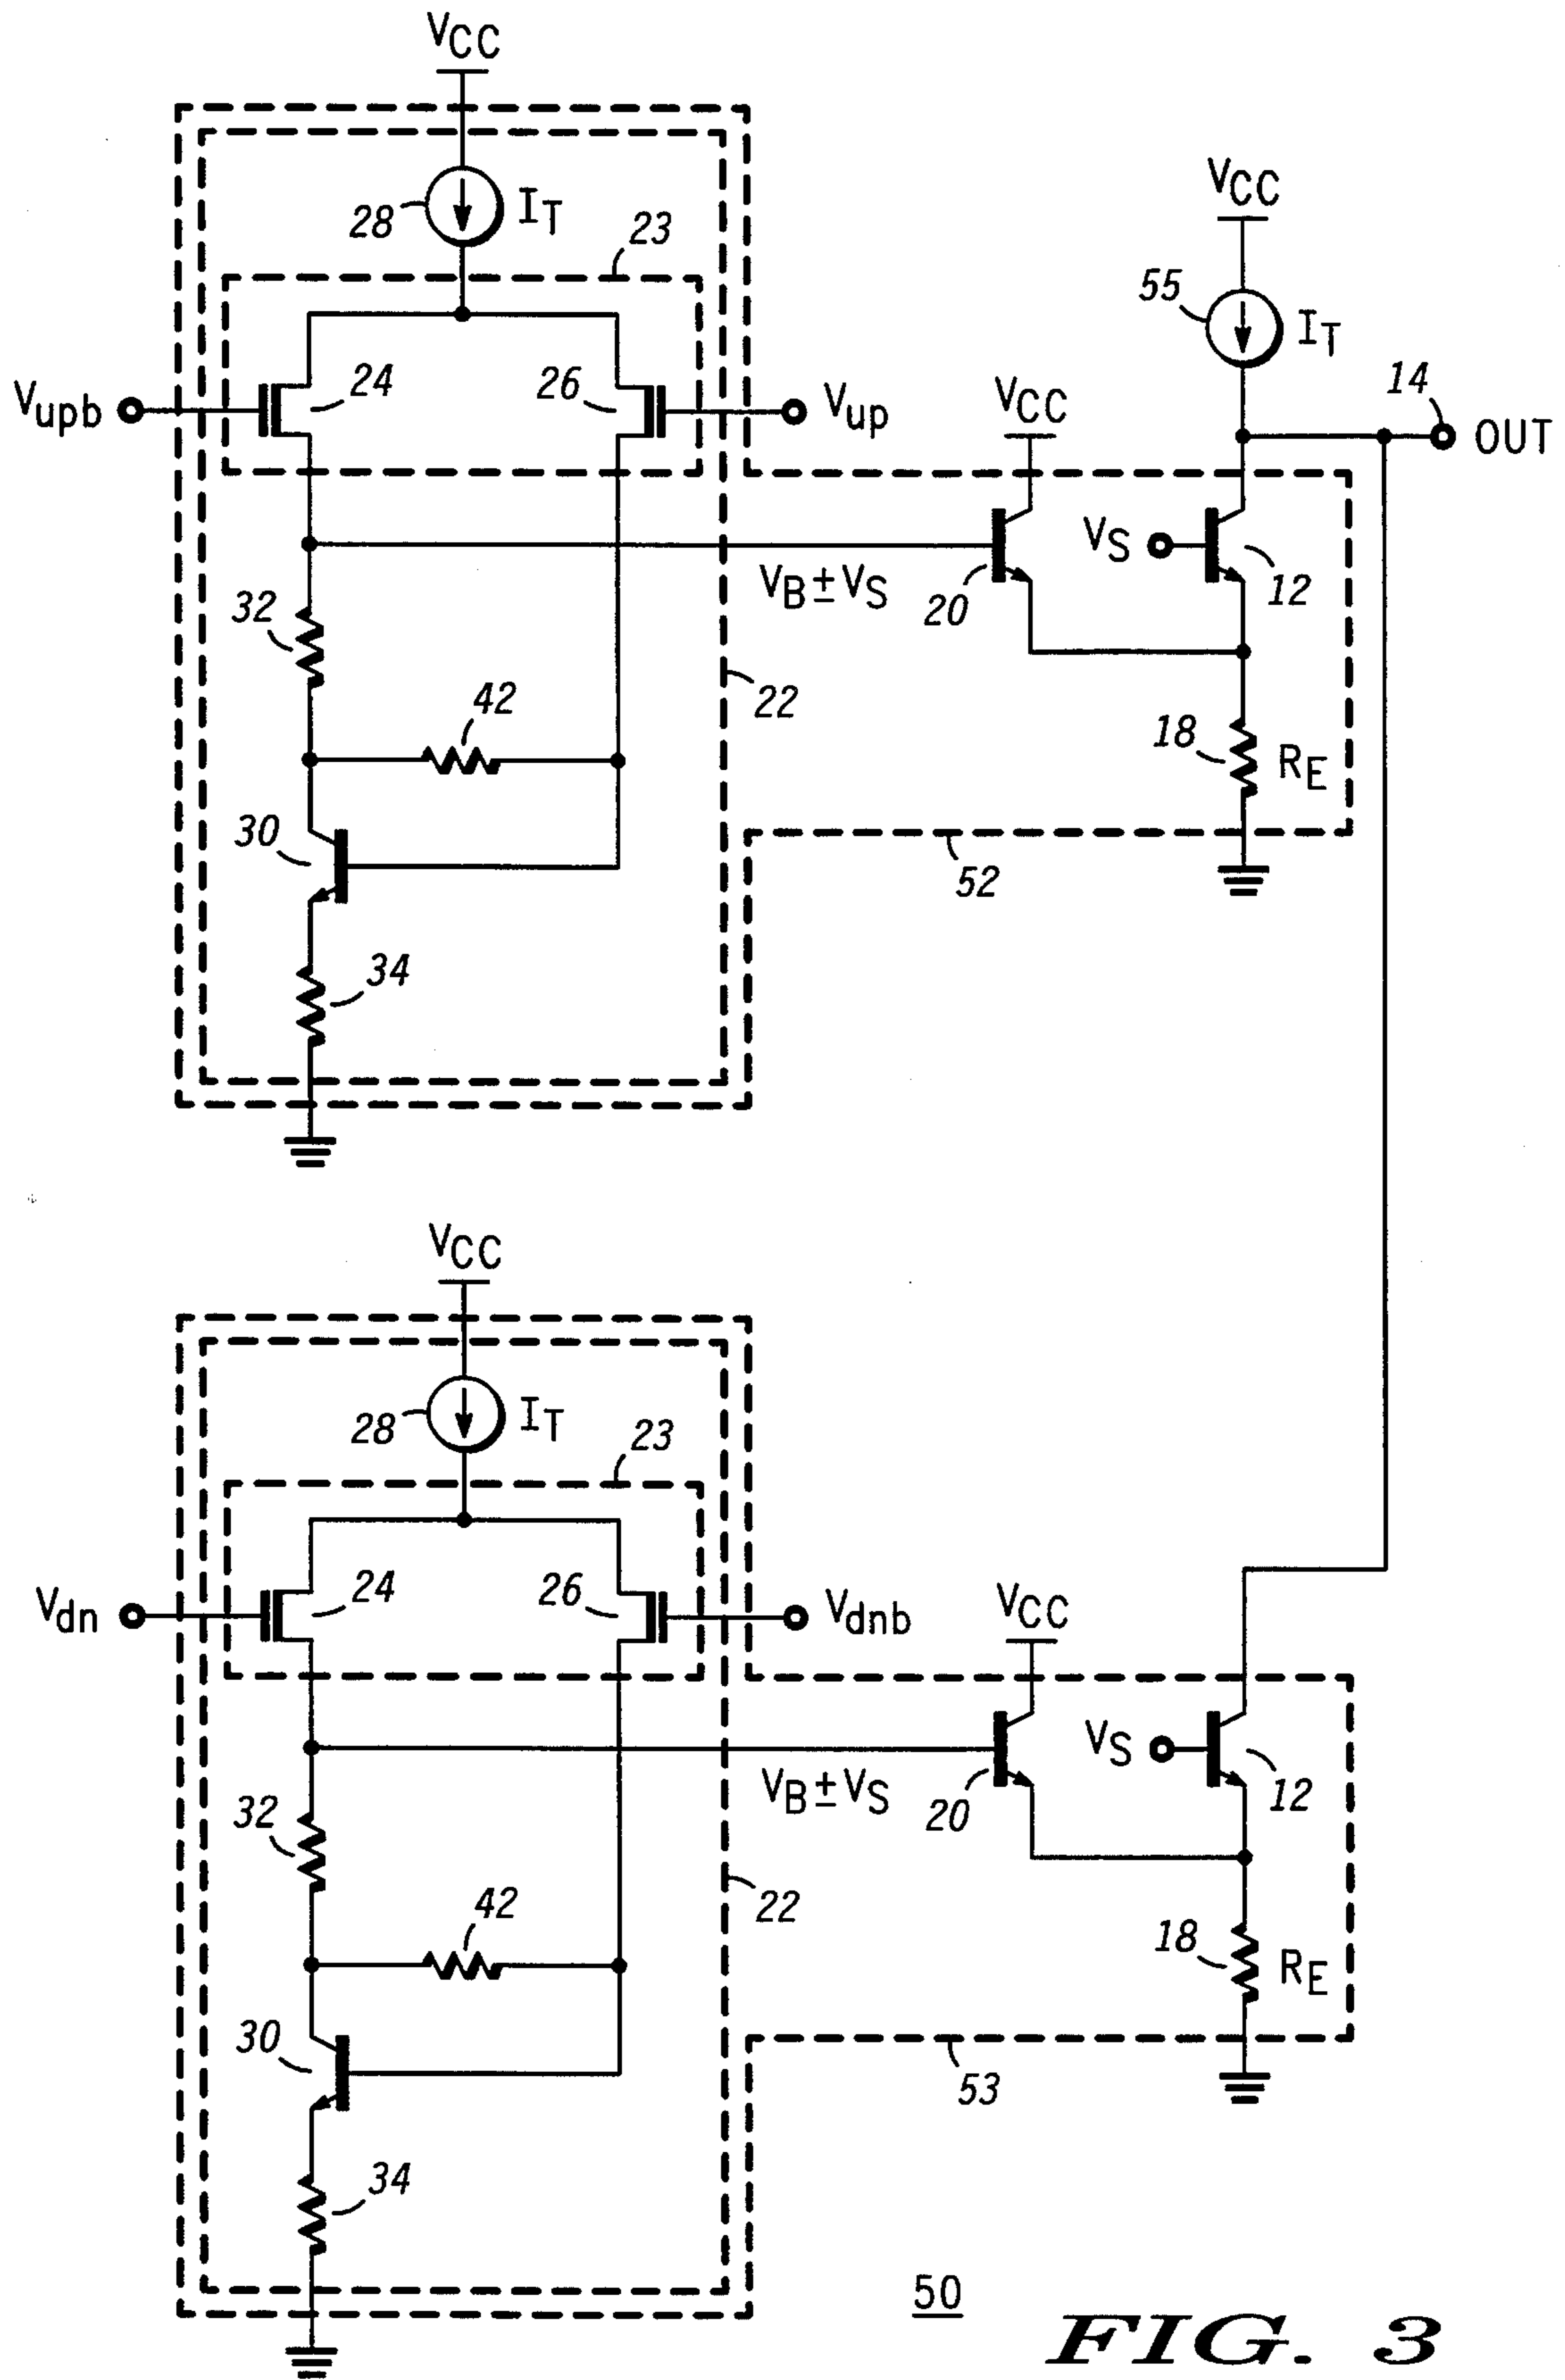 VCC
28
IT
23
VCC
55
IT
Vupb
24
26
Vup
VCC
14
OUT
VB±VS
20
VS
12
32
42
22
18
RE
30
52
34
VCC
28
IT
23
Vdn
24
26
Vdnb
VCC
VB±VS
20
VS
12
32
42
22
18
RE
30
53
34
50
FIG. 3